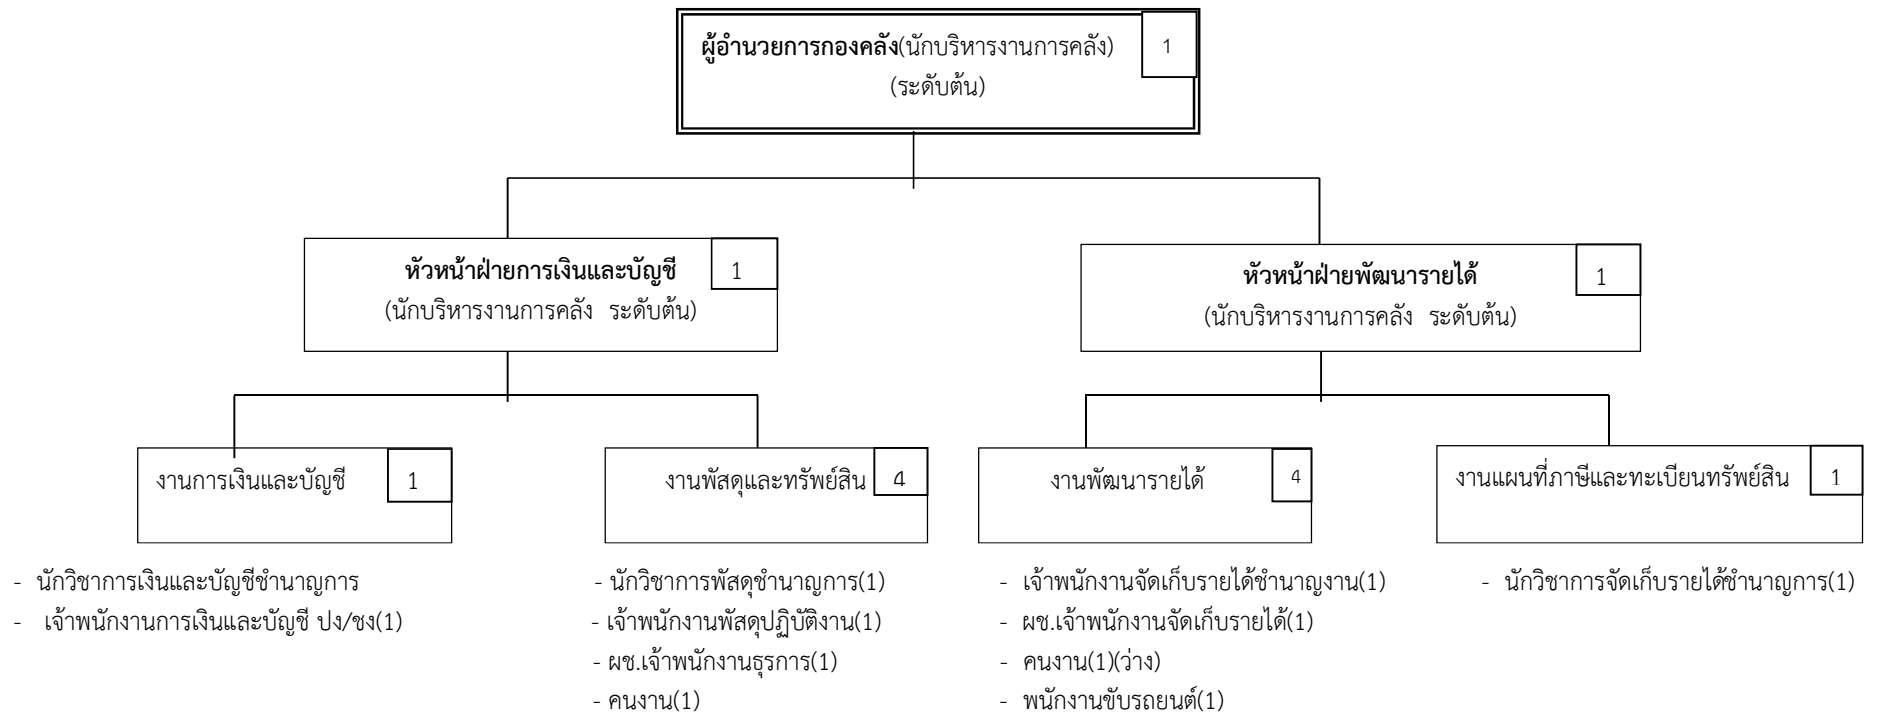 ผู้อำนวยการกองคลัง(นักบริหารงานการคลัง) 1
(ระดับต้น)
หัวหน้าฝ่ายการเงินและบัญชี 1
(นักบริหารงานการคลัง ระดับต้น)
หัวหน้าฝ่ายพัฒนารายได้ 1
(นักบริหารงานการคลัง ระดับต้น)
งานการเงินและบัญชี 1
- นักวิชาการเงินและบัญชีชำนาญการ
- เจ้าพนักงานการเงินและบัญชี ปง/ชง(1)
งานพัสดุและทรัพย์สิน 4
- นักวิชาการพัสดุชำนาญการ(1)
- เจ้าพนักงานพัสดุปฏิบัติงาน(1)
- ผช.เจ้าพนักงานธุรการ(1)
- คนงาน(1)
งานพัฒนารายได้ 4
- เจ้าพนักงานจัดเก็บรายได้ชำนาญงาน(1)
- ผช.เจ้าพนักงานจัดเก็บรายได้(1)
- คนงาน(1)(ว่าง)
- พนักงานขับรถยนต์(1)
งานแผนที่ภาษีและทะเบียนทรัพย์สิน 1
- นักวิชาการจัดเก็บรายได้ชำนาญการ(1)